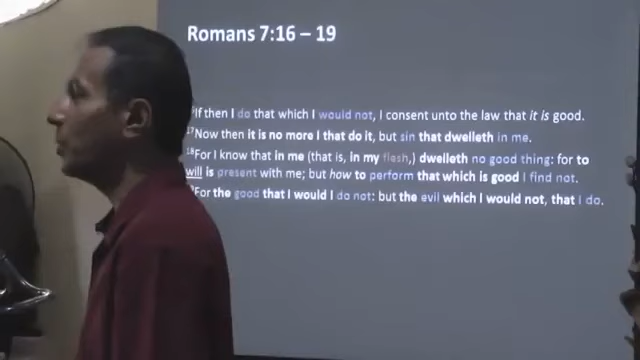 Romans 7:16 – 19
If then I do that which I would not, I consent unto the law that it is good.
17Now then it is no more I that do it, but sin that dwelleth in me.
18For I know that in me (that is, in my flesh,) dwelleth no good thing: for to
will is present with me; but how to perform that which is good I find not.
For the good that I would I do not: but the evil which I would not, that I do.